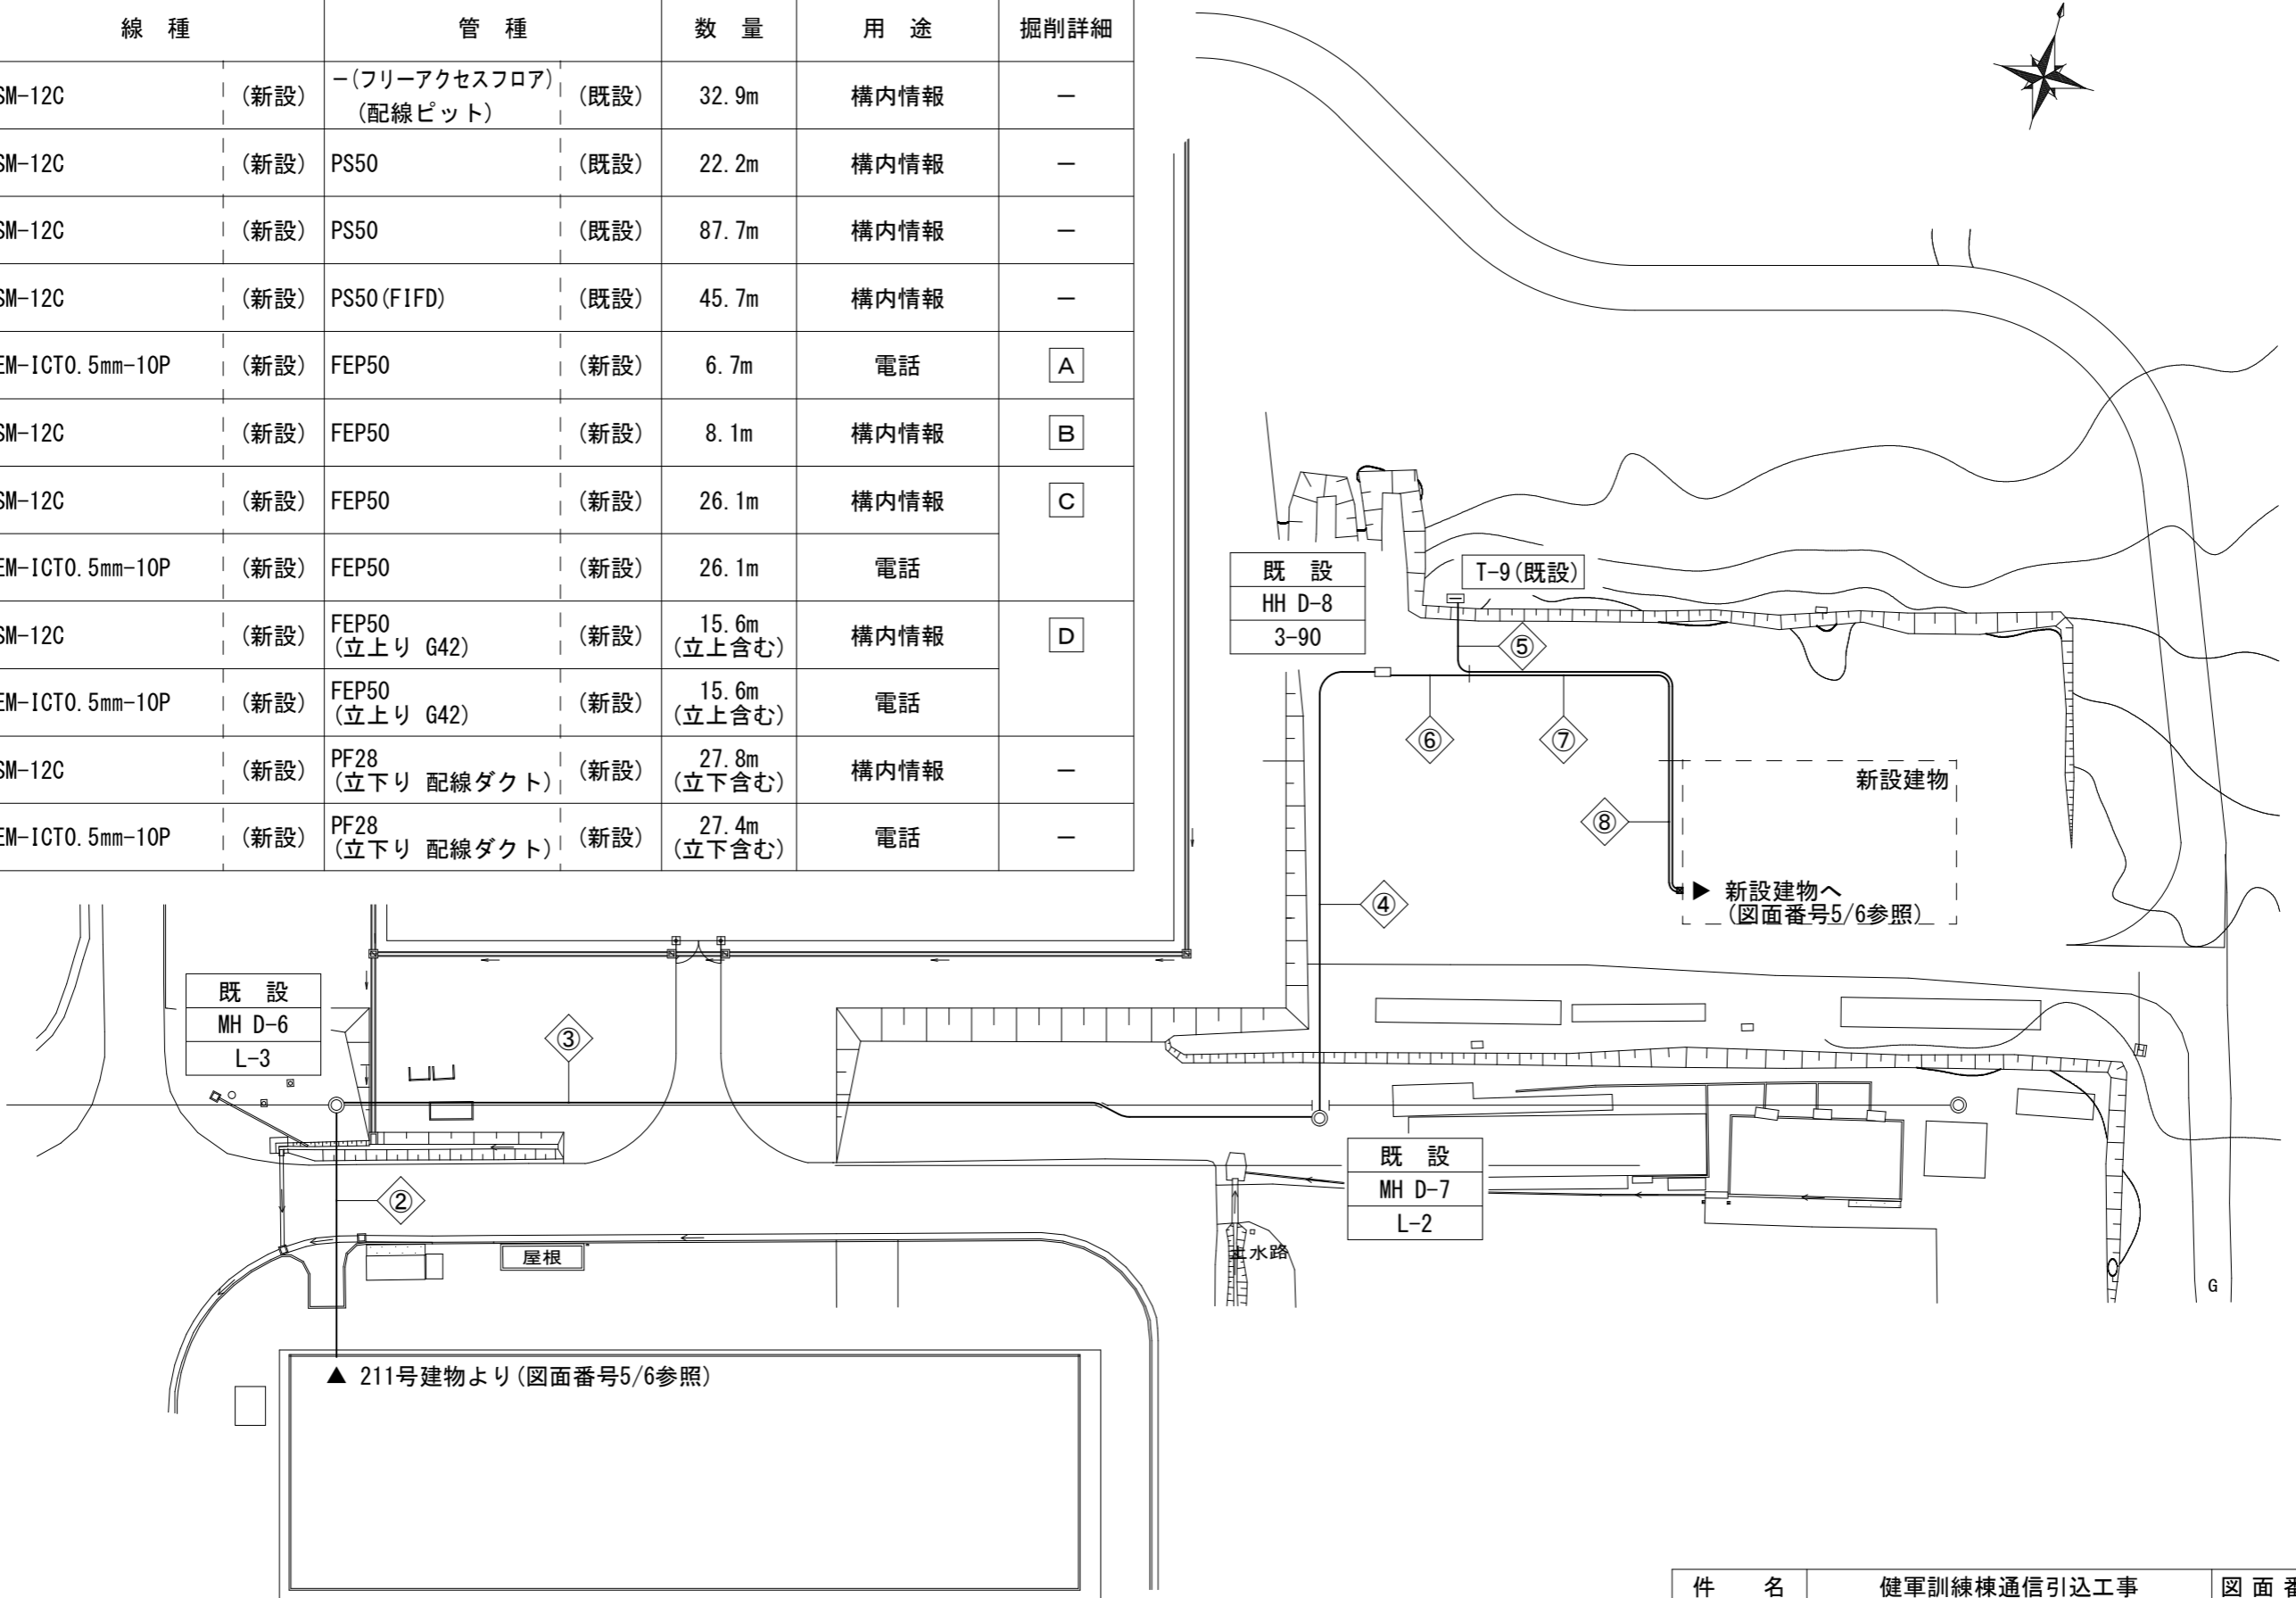 線 種 管 種 数 量 用 途 掘削詳細
SM-12C (新設) －(フリーアクセスフロア) (配線ピット) (既設) 32.9m 構内情報 －
SM-12C (新設) PS50 (既設) 22.2m 構内情報 －
SM-12C (新設) PS50 (既設) 87.7m 構内情報 －
SM-12C (新設) PS50(FIFD) (既設) 45.7m 構内情報 －
EM-ICT0.5mm-10P (新設) FEP50 (新設) 6.7m 電話 A
SM-12C (新設) FEP50 (新設) 8.1m 構内情報 B
SM-12C (新設) FEP50 (新設) 26.1m 構内情報 C
EM-ICT0.5mm-10P (新設) FEP50 (新設) 26.1m 電話
SM-12C (新設) FEP50 (立上り G42) (新設) 15.6m (立上含む) 構内情報 D
EM-ICT0.5mm-10P (新設) FEP50 (立上り G42) (新設) 15.6m (立上含む) 電話
SM-12C (新設) PF28 (立下り 配線ダクト) (新設) 27.8m (立下含む) 構内情報 －
EM-ICT0.5mm-10P (新設) PF28 (立下り 配線ダクト) (新設) 27.4m (立下含む) 電話 －
既 設
HH D-8
3-90
T-9(既設)
⑤
⑥
⑦
新設建物
⑧
④
▶ 新設建物へ
(図面番号5/6参照)
既 設
MH D-6
L-3
③
②
既 設
MH D-7
L-2
屋根
土水路
G
▲ 211号建物より(図面番号5/6参照)
件 名 健軍訓練棟通信引込工事 図 面 番